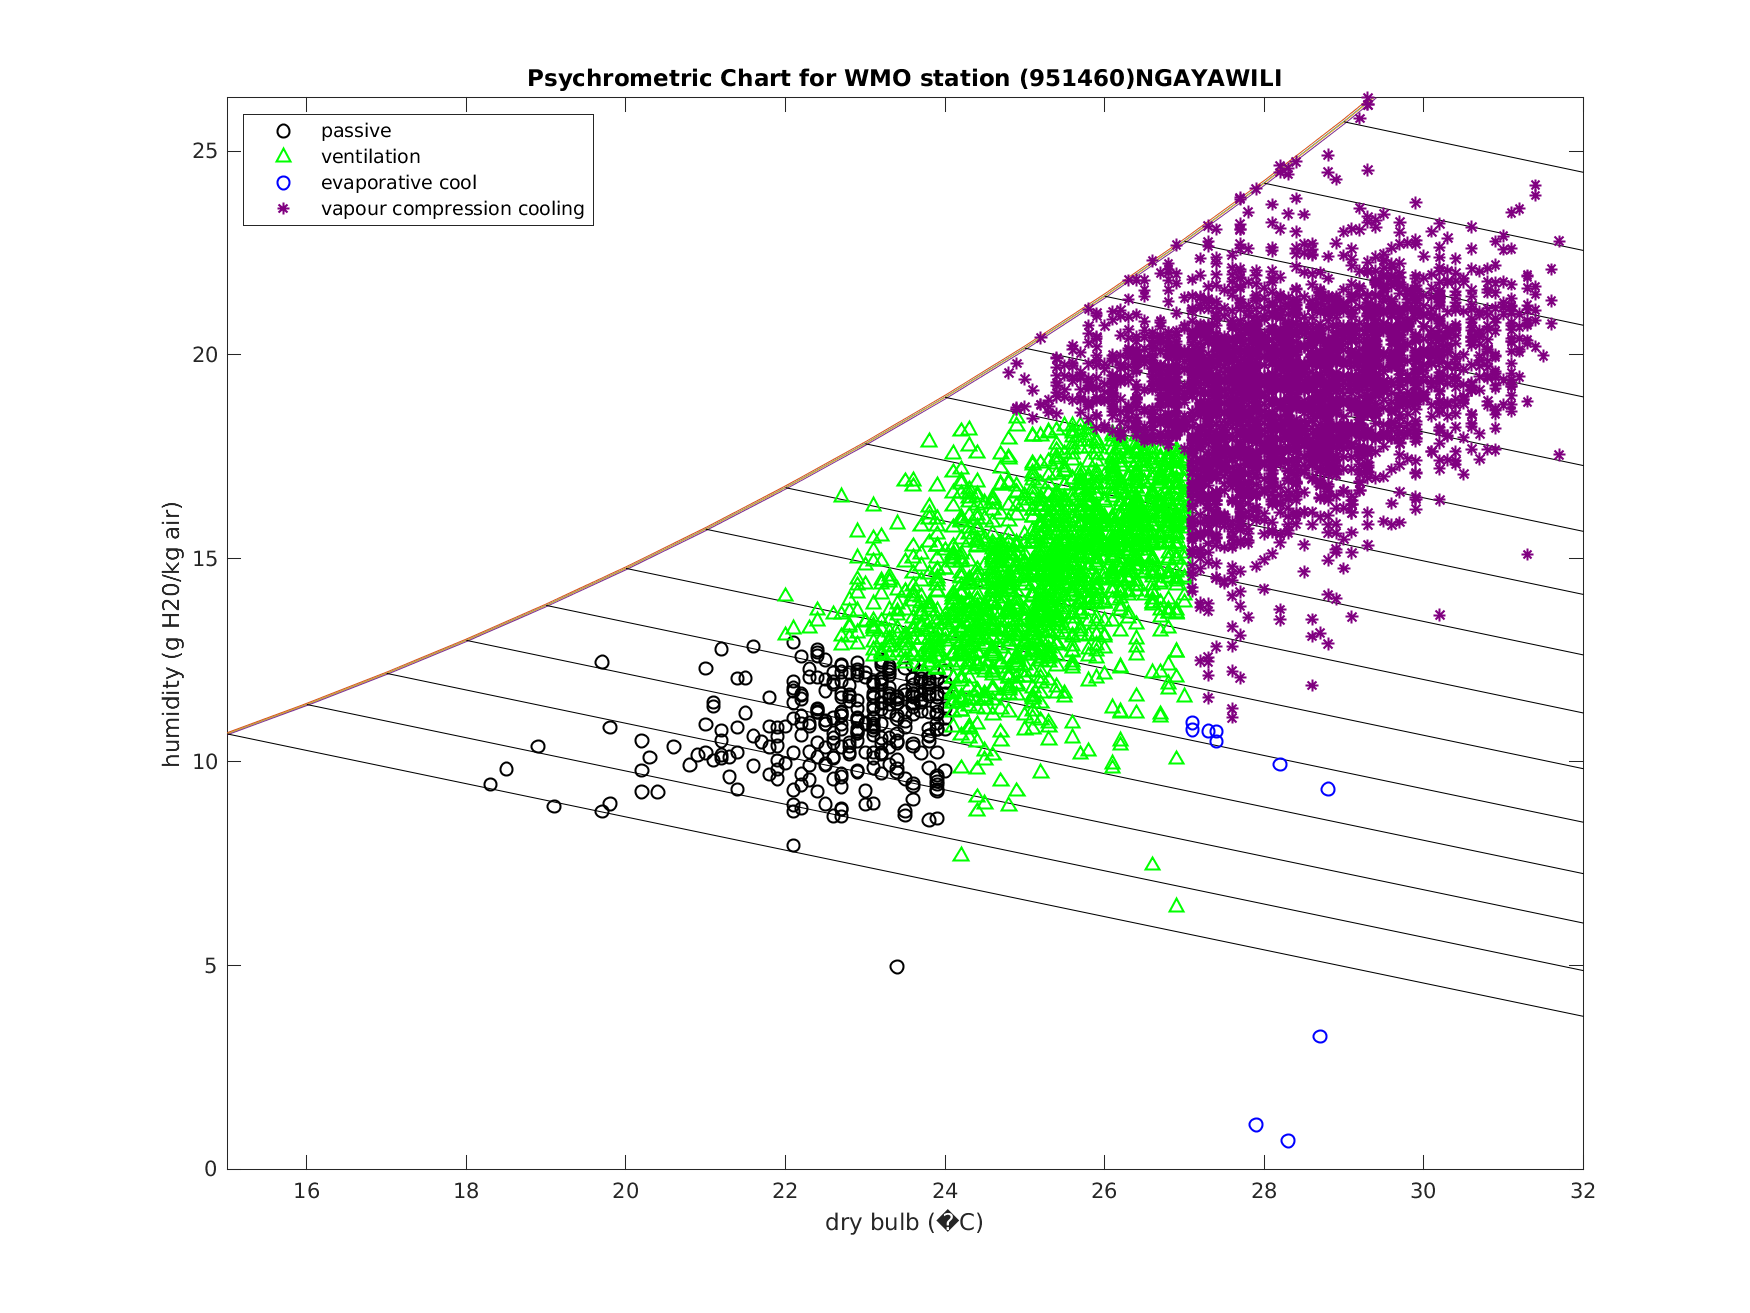 Psychrometric Chart for WMO station (951460)NGAYAWILI
passive
ventilation
evaporative cool
vapour compression cooling
humidity (g H20/kg air)
25
20
15
10
5
0
16 18 20 22 24 26 28 30 32
dry bulb (�C)